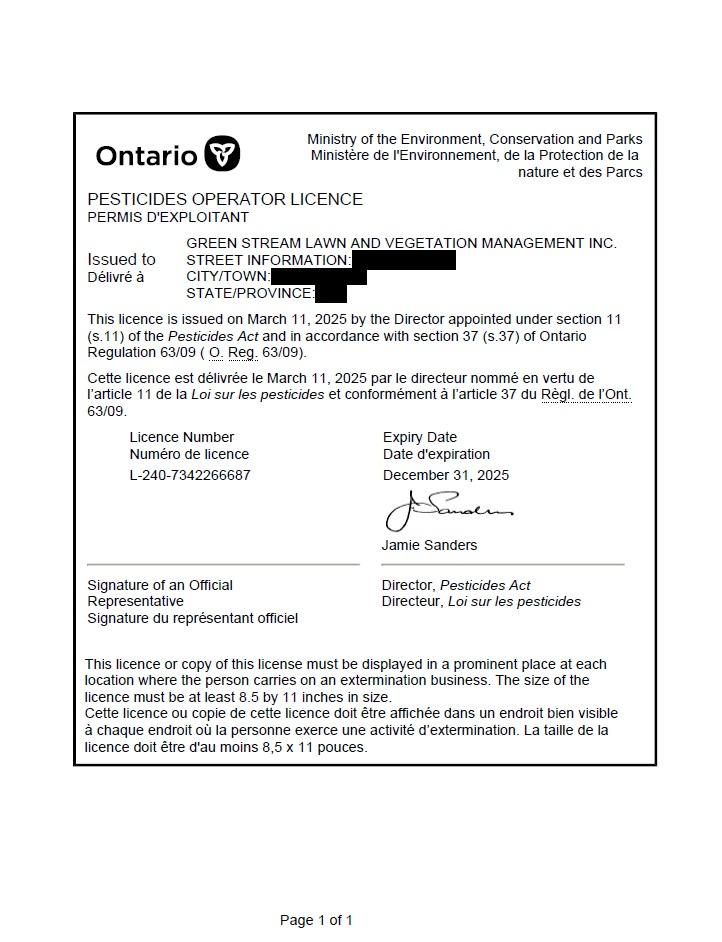 Ontario
Ministry of the Environment, Conservation and Parks
Ministère de l'Environnement, de la Protection de la
nature et des Parcs
PESTICIDES OPERATOR LICENCE
PERMIS D'EXPLOITANT
Issued to
Délivré à
GREEN STREAM LAWN AND VEGETATION MANAGEMENT INC.
STREET INFORMATION:
CITY/TOWN:
STATE/PROVINCE:
This licence is issued on March 11, 2025 by the Director appointed under section 11
(s.11) of the Pesticides Act and in accordance with section 37 (s.37) of Ontario
Regulation 63/09 ( O. Reg. 63/09).
Cette licence est délivrée le March 11, 2025 par le directeur nommé en vertu de
l’article 11 de la Loi sur les pesticides et conformément à l’article 37 du Règl. de l’Ont.
63/09.
Licence Number
Numéro de licence
L-240-7342266687
Expiry Date
Date d'expiration
December 31, 2025
J. Sanders
Jamie Sanders
Signature of an Official
Representative
Signature du représentant officiel
Director, Pesticides Act
Directeur, Loi sur les pesticides
This licence or copy of this license must be displayed in a prominent place at each
location where the person carries on an extermination business. The size of the
licence must be at least 8.5 by 11 inches in size.
Cette licence ou copie de cette licence doit être affichée dans un endroit bien visible
à chaque endroit où la personne exerce une activité d’extermination. La taille de la
licence doit être d'au moins 8,5 x 11 pouces.
Page 1 of 1